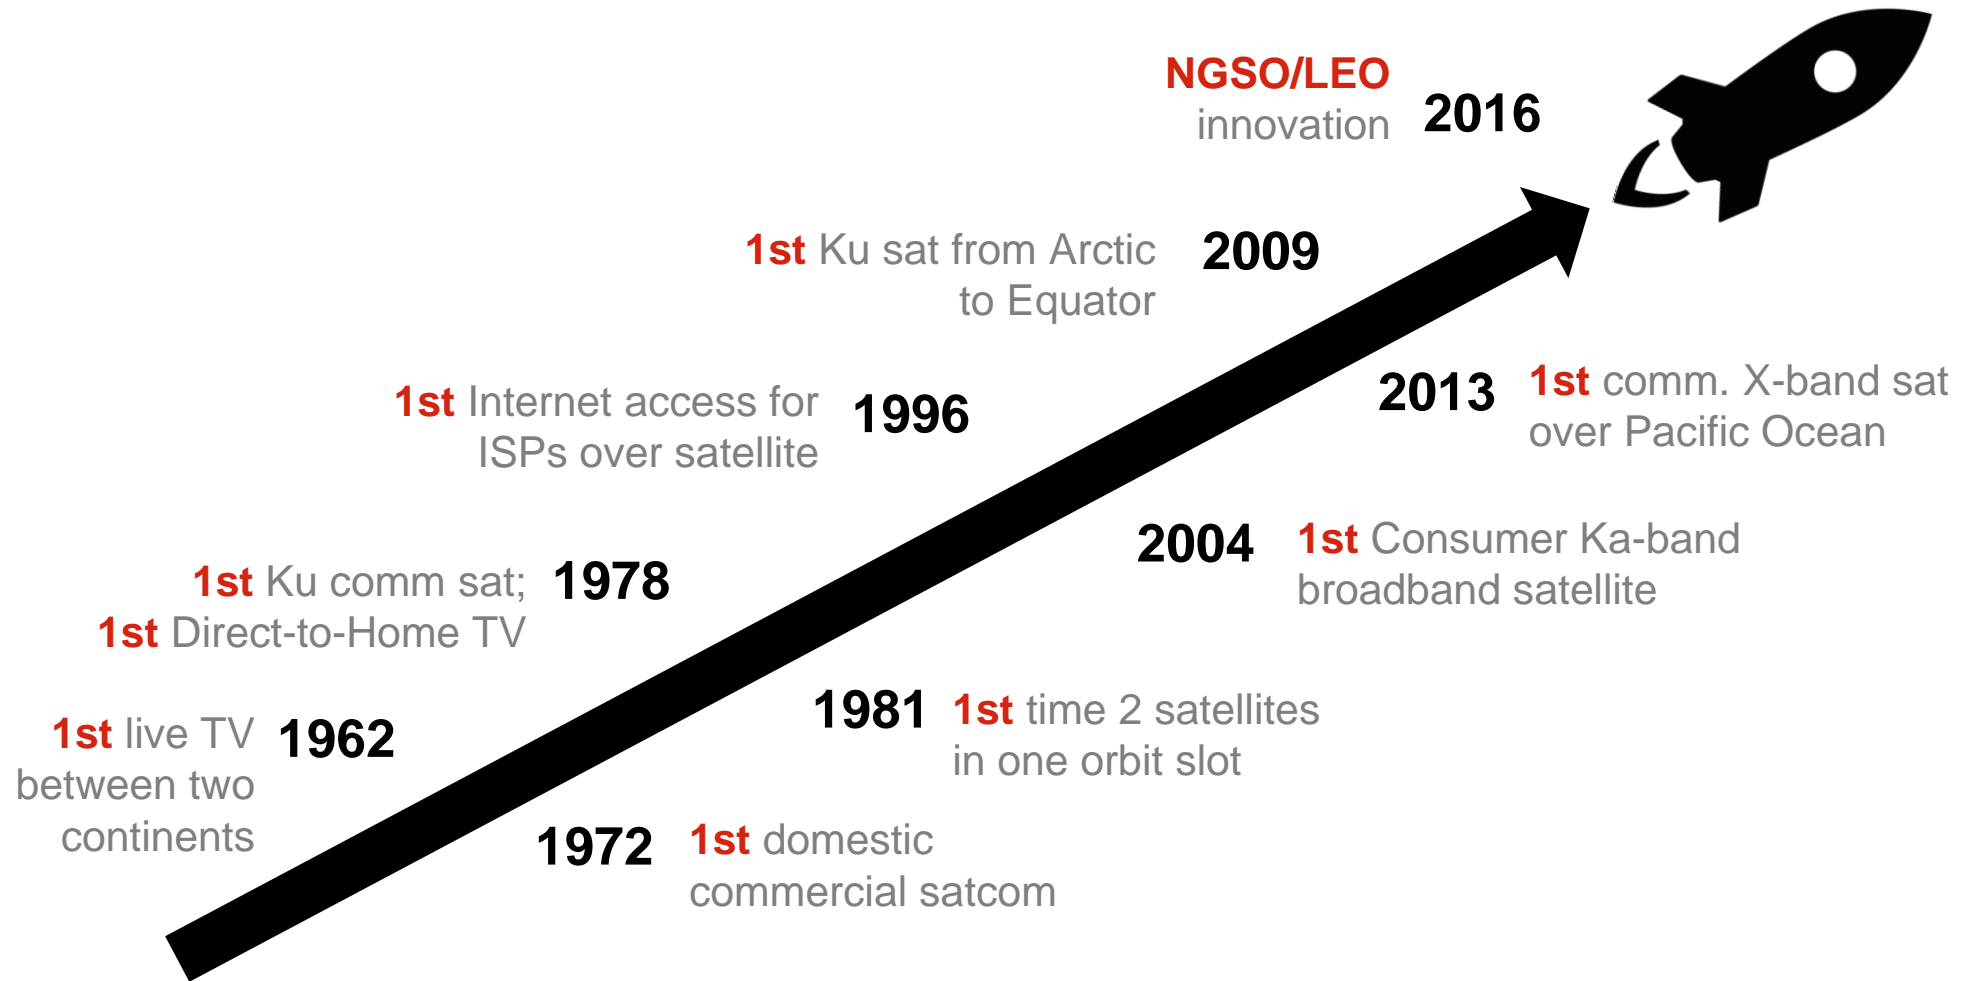 NGSO/LEO
innovation
2016
1st Ku sat from Arctic
to Equator
2009
1st Internet access for
ISPs over satellite
1996
2013
1st comm. X-band sat
over Pacific Ocean
1st Ku comm sat;
1st Direct-to-Home TV
1978
2004
1st Consumer Ka-band
broadband satellite
1st live TV
between two
continents
1962
1981
1st time 2 satellites
in one orbit slot
1972
1st domestic
commercial satcom